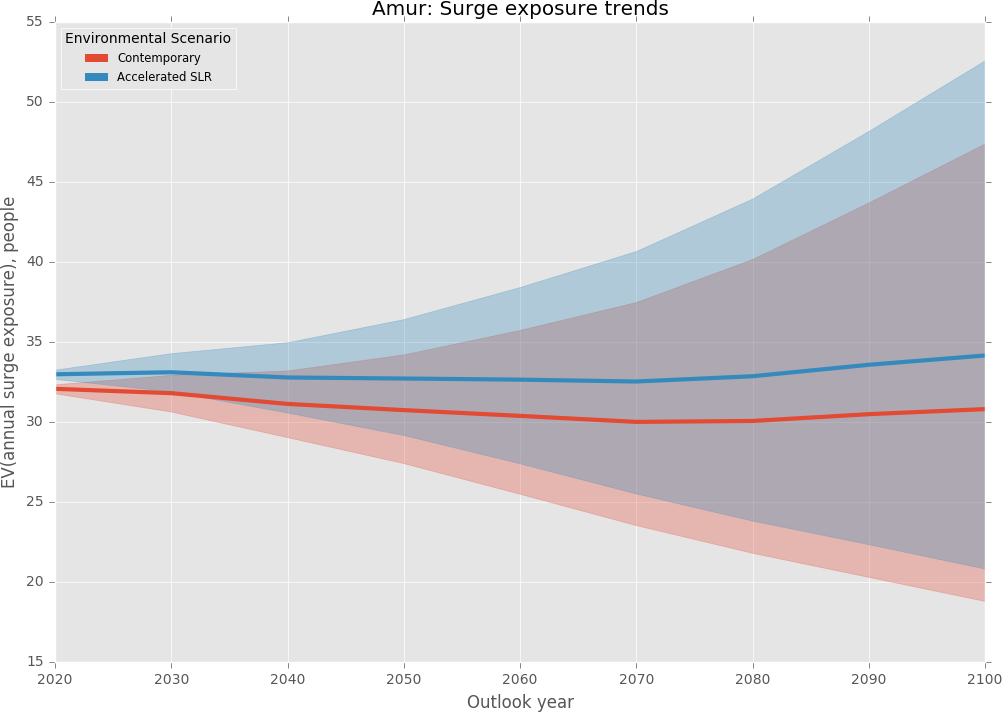 Amur: Surge exposure trends
Environmental Scenario
Contemporary
Accelerated SLR
EV(annual surge exposure), people
55
50
45
40
35
30
25
20
15
2020 2030 2040 2050 2060 2070 2080 2090 2100
Outlook year